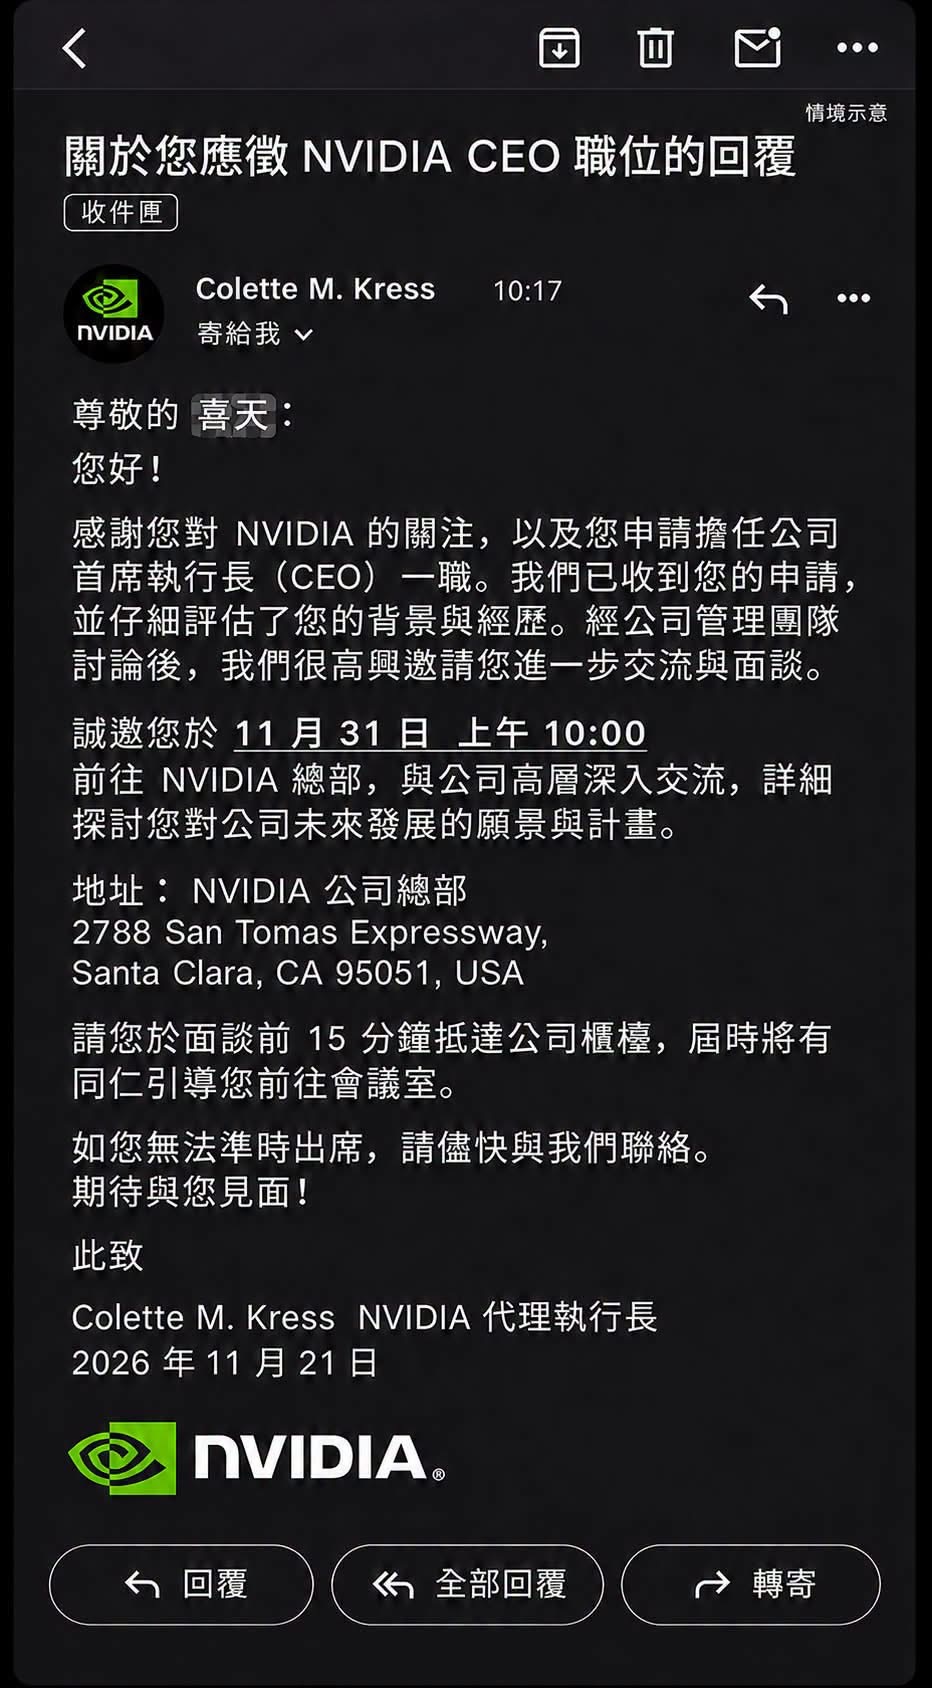 情境示意
關於您應徵 NVIDIA CEO 職位的回覆
收件匣
Colette M. Kress 10:17
NVIDIA
寄給我
尊敬的 喜天：
您好！
感謝您對 NVIDIA 的關注，以及您申請擔任公司
首席執行長（CEO）一職。我們已收到您的申請，
並仔細評估了您的背景與經歷。經公司管理團隊
討論後，我們很高興邀請您進一步交流與面談。
誠邀您於 11 月 31 日 上午 10:00
前往 NVIDIA 總部，與公司高層深入交流，詳細
探討您對公司未來發展的願景與計畫。
地址： NVIDIA 公司總部
2788 San Tomas Expressway,
Santa Clara, CA 95051, USA
請您於面談前 15 分鐘抵達公司櫃檯，屆時將有
同仁引導您前往會議室。
如您無法準時出席，請儘快與我們聯絡。
期待與您見面！
此致
Colette M. Kress NVIDIA 代理執行長
2026 年 11 月 21 日
NVIDIA®
回覆 全部回覆 轉寄